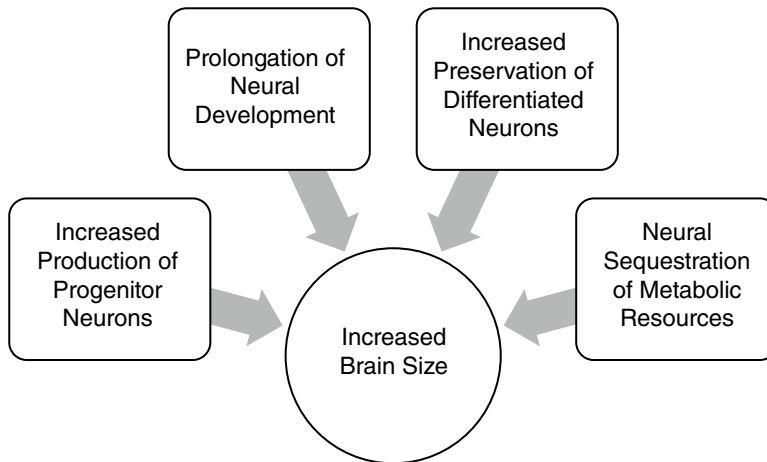 Prolongation of
Neural
Development
Increased
Preservation of
Differentiated
Neurons
Increased
Production of
Progenitor
Neurons
Neural
Sequestration
of Metabolic
Resources
Increased
Brain Size